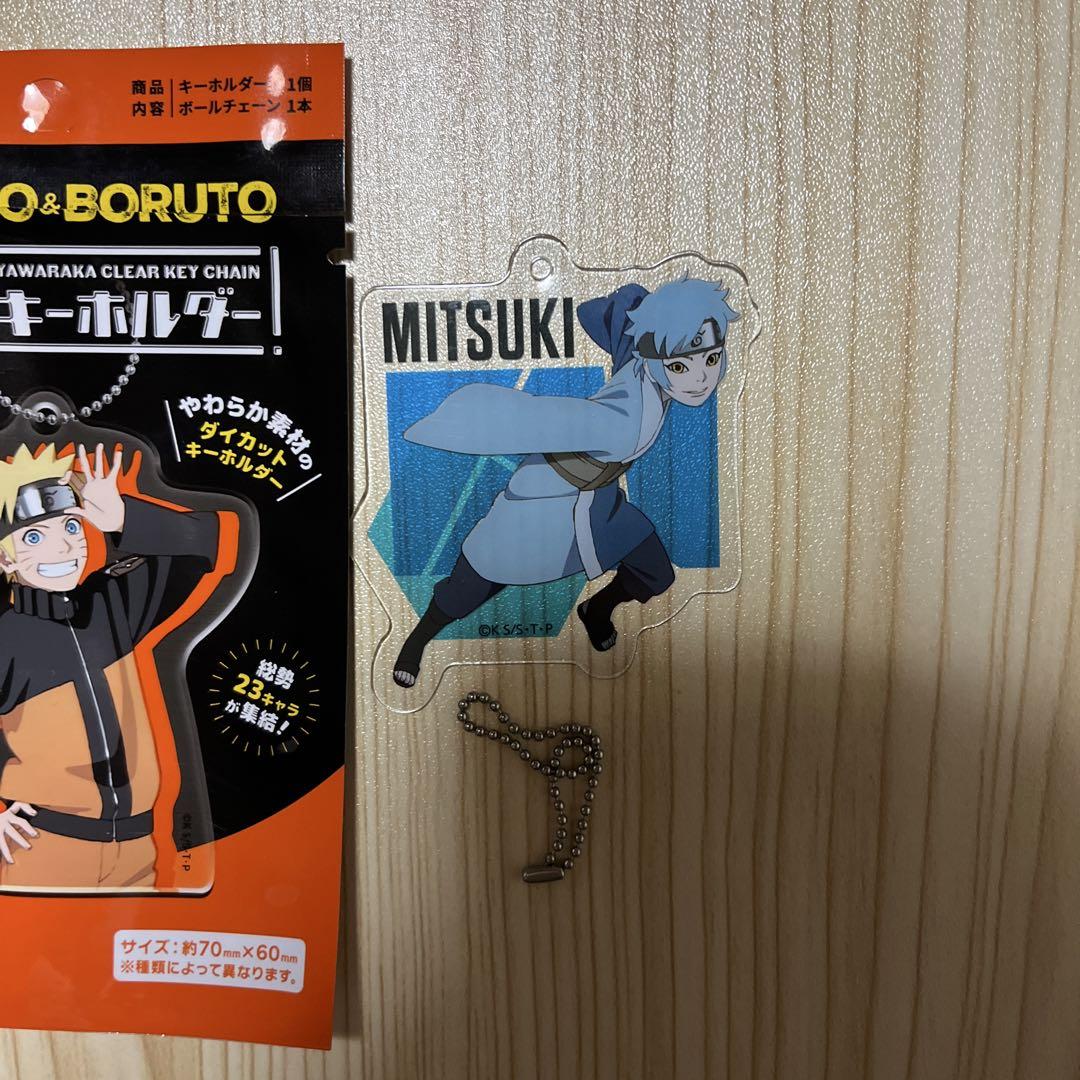 商品 キーホルダー 1個
内容 ボールチェーン 1本
O&BORUTO
YAWARAKA CLEAR KEY CHAIN
キーホルダー
やわらか素材の
ダイカット
キーホルダー
総勢
23キャラ
が集結!
©K S/S・T・P
サイズ：約70mm×60mm
※種類によって異なります。
MITSUKI
©K S/S・T・P